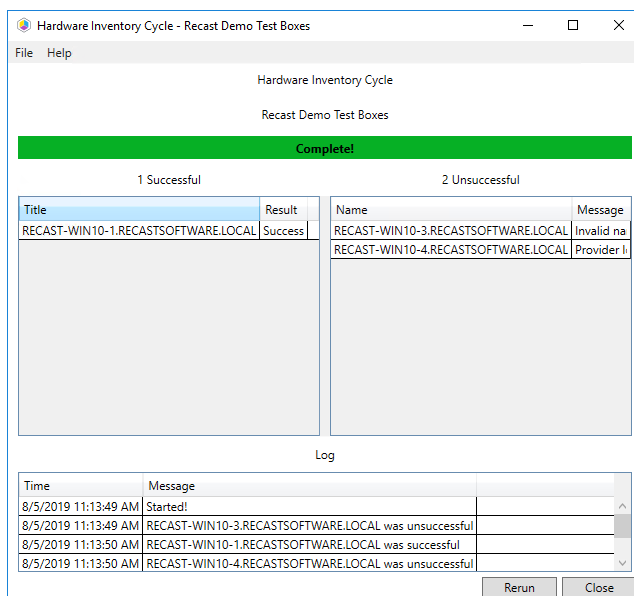 Hardware Inventory Cycle - Recast Demo Test Boxes
File Help
Hardware Inventory Cycle
Recast Demo Test Boxes
Complete!
1 Successful 2 Unsuccessful
Title Result Name Message
RECAST-WIN10-1.RECASTSOFTWARE.LOCAL Success RECAST-WIN10-3.RECASTSOFTWARE.LOCAL Invalid na
RECAST-WIN10-4.RECASTSOFTWARE.LOCAL Provider l
Log
Time Message
8/5/2019 11:13:49 AM Started!
8/5/2019 11:13:49 AM RECAST-WIN10-3.RECASTSOFTWARE.LOCAL was unsuccessful
8/5/2019 11:13:50 AM RECAST-WIN10-1.RECASTSOFTWARE.LOCAL was successful
8/5/2019 11:13:50 AM RECAST-WIN10-4.RECASTSOFTWARE.LOCAL was unsuccessful
Rerun Close